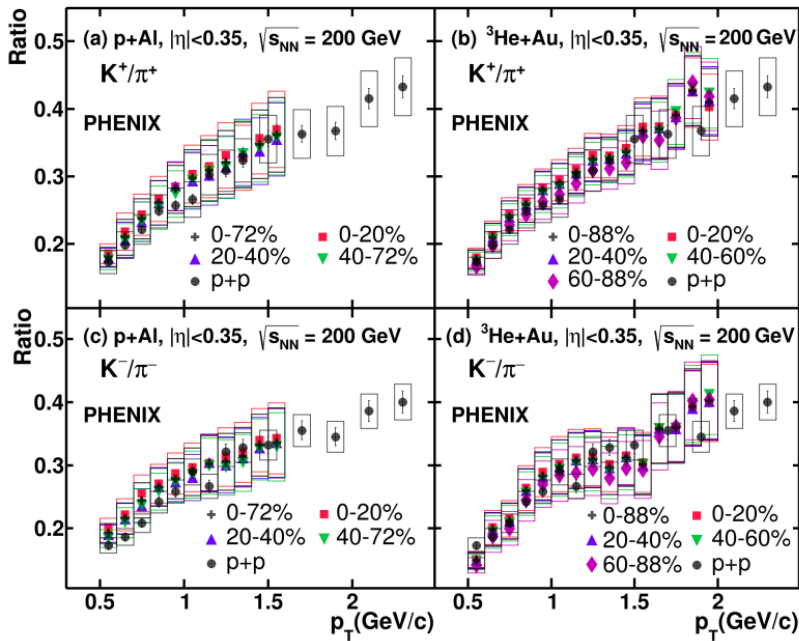 Ratio
0.5
0.4
0.3
0.2
(a) p+Al, |η|<0.35, √sNN = 200 GeV
K⁺/π⁺
PHENIX
0-72%
0-20%
20-40%
40-72%
p+p
(b) ³He+Au, |η|<0.35, √sNN = 200 GeV
K⁺/π⁺
PHENIX
0-88%
0-20%
20-40%
40-60%
60-88%
p+p
Ratio
0.5
0.4
0.3
0.2
(c) p+Al, |η|<0.35, √sNN = 200 GeV
K⁻/π⁻
PHENIX
0-72%
0-20%
20-40%
40-72%
p+p
(d) ³He+Au, |η|<0.35, √sNN = 200 GeV
K⁻/π⁻
PHENIX
0-88%
0-20%
20-40%
40-60%
60-88%
p+p
0.5 1 1.5 2
0.5 1 1.5 2
pT(GeV/c)
pT(GeV/c)